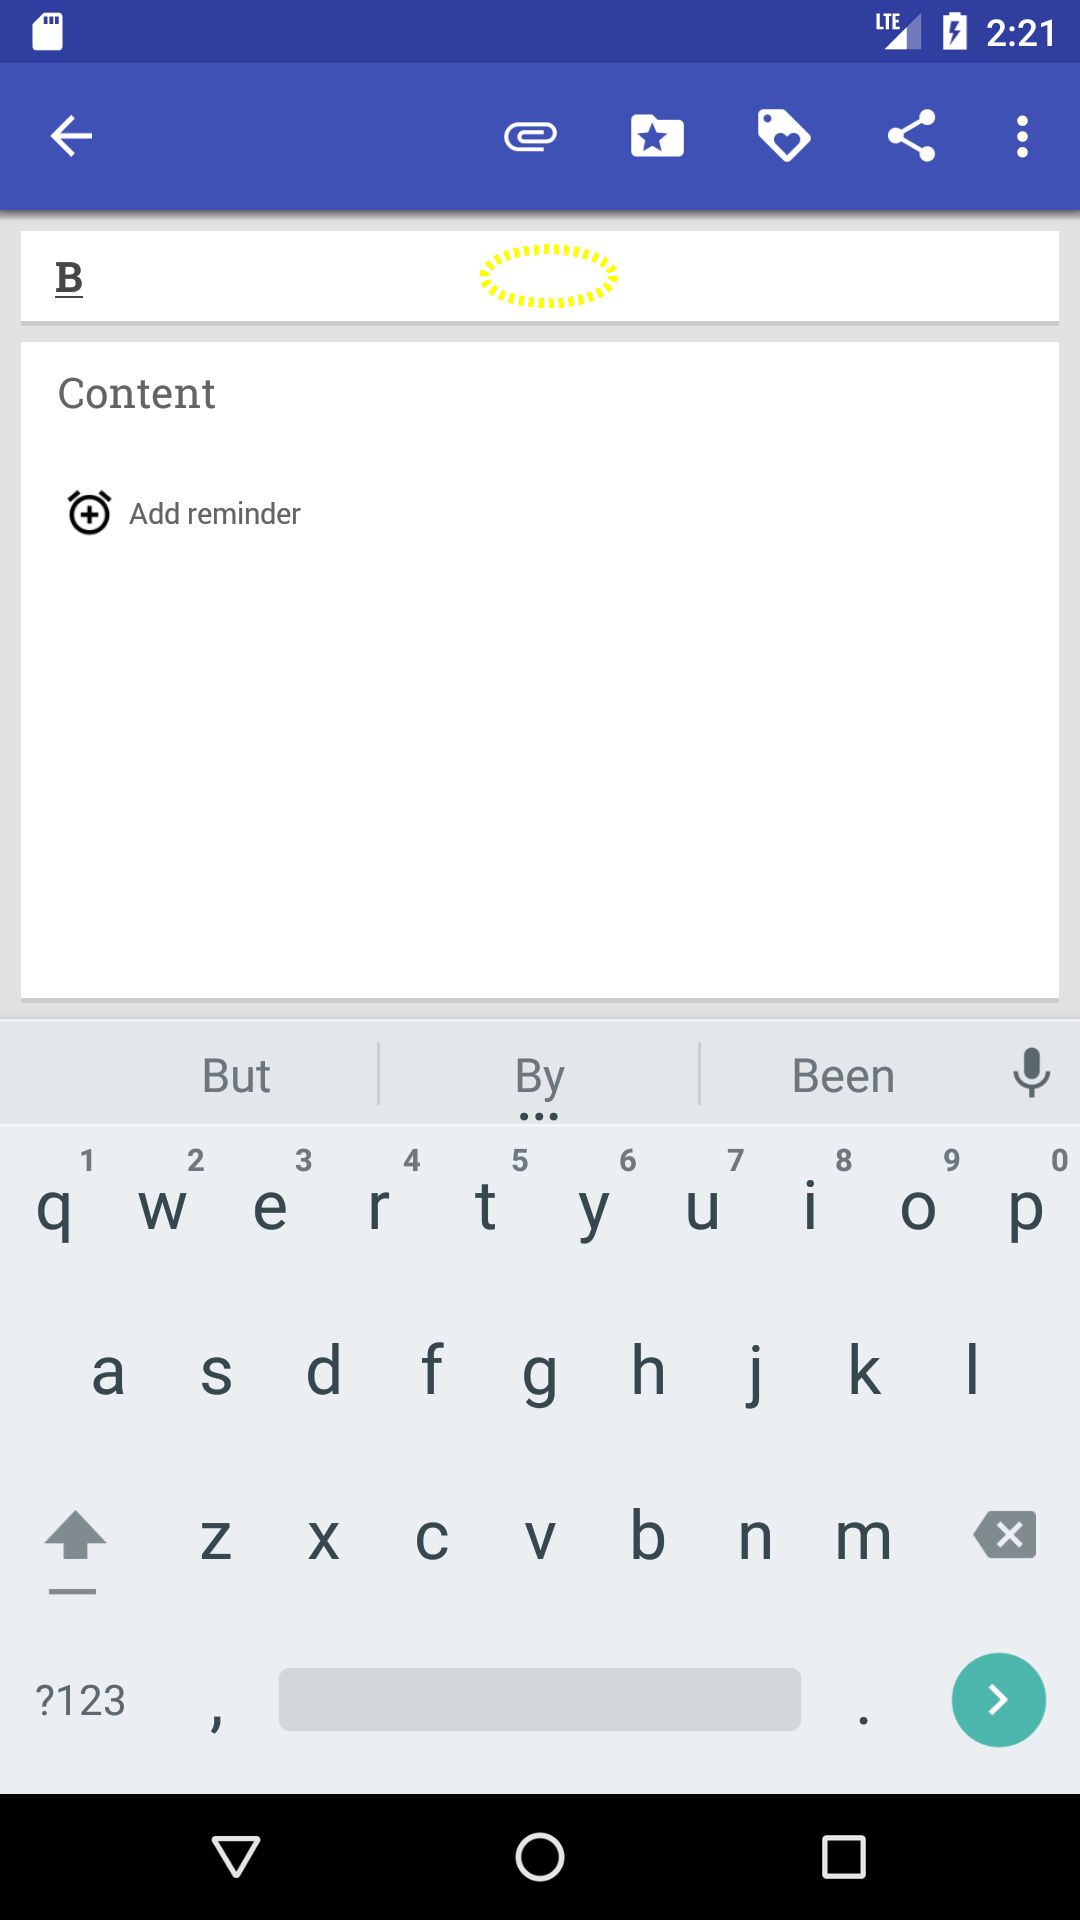 LTE 2:21
B
Content
Add reminder
But By Been
1 2 3 4 5 6 7 8 9 0
q w e r t y u i o p
a s d f g h j k l
z x c v b n m
?123 , .